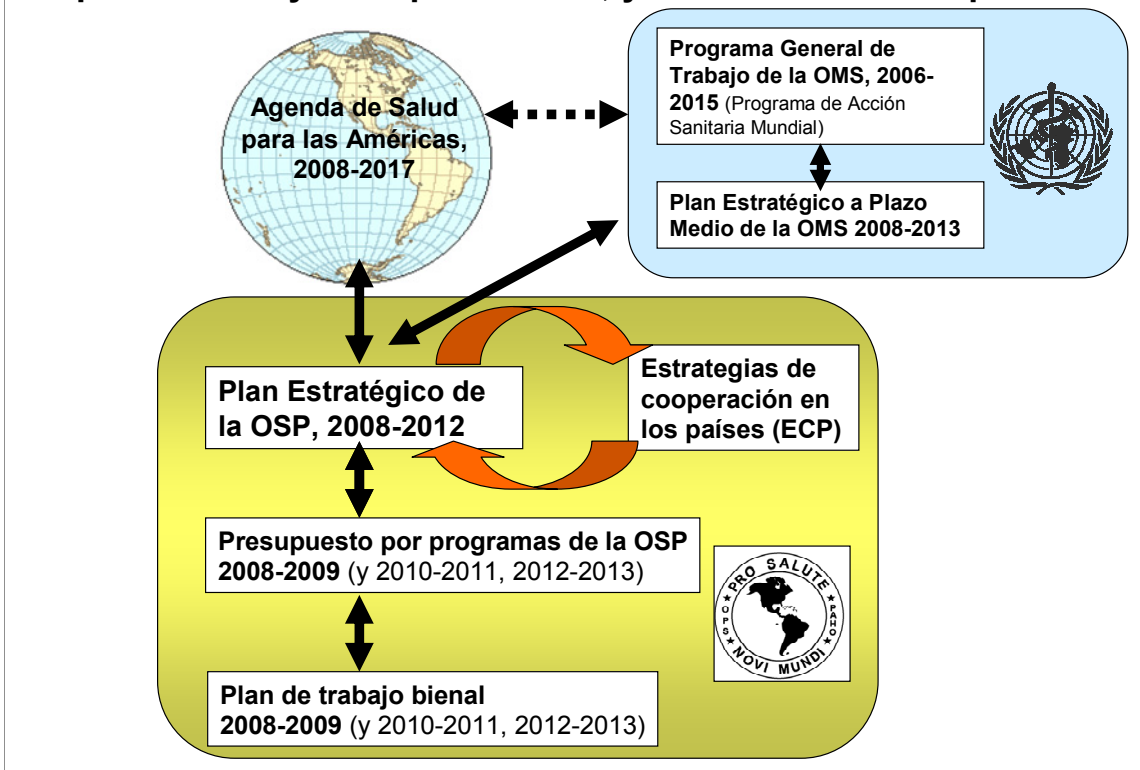 Agenda de Salud
para las Américas,
2008-2017
Programa General de
Trabajo de la OMS, 2006-
2015 (Programa de Acción
Sanitaria Mundial)
Plan Estratégico a Plazo
Medio de la OMS 2008-2013
Plan Estratégico de
la OSP, 2008-2012
Estrategias de
cooperación en
los países (ECP)
Presupuesto por programas de la OSP
2008-2009 (y 2010-2011, 2012-2013)
PRO SALUTE
OPS
PAHO
NOVI MUNDI
Plan de trabajo bienal
2008-2009 (y 2010-2011, 2012-2013)